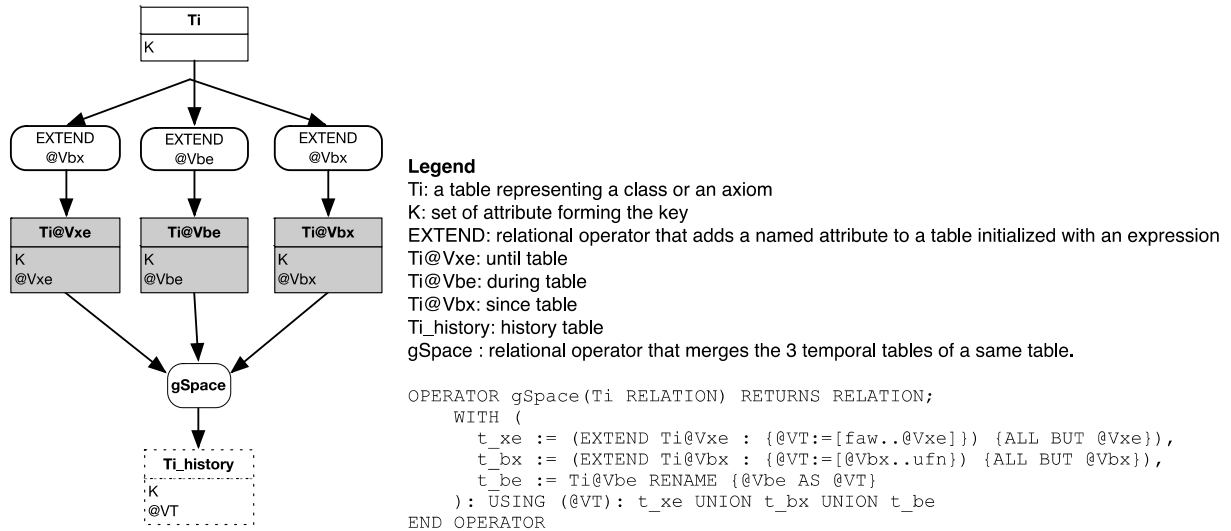 Ti
K
EXTEND
@Vbx
EXTEND
@Vbe
EXTEND
@Vbx
Ti@Vxe
K
@Vxe
Ti@Vbe
K
@Vbe
Ti@Vbx
K
@Vbx
gSpace
Ti_history
K
@VT
Legend
Ti: a table representing a class or an axiom
K: set of attribute forming the key
EXTEND: relational operator that adds a named attribute to a table initialized with an expression
Ti@Vxe: until table
Ti@Vbe: during table
Ti@Vbx: since table
Ti_history: history table
gSpace : relational operator that merges the 3 temporal tables of a same table.
OPERATOR gSpace(Ti RELATION) RETURNS RELATION;
WITH (
t_xe := (EXTEND Ti@Vxe : {@VT:=[faw..@Vxe]}) {ALL BUT @Vxe}),
t_bx := (EXTEND Ti@Vbx : {@VT:=[@Vbx..ufn}) {ALL BUT @Vbx}),
t_be := Ti@Vbe RENAME {@Vbe AS @VT}
): USING (@VT): t_xe UNION t_bx UNION t_be
END OPERATOR